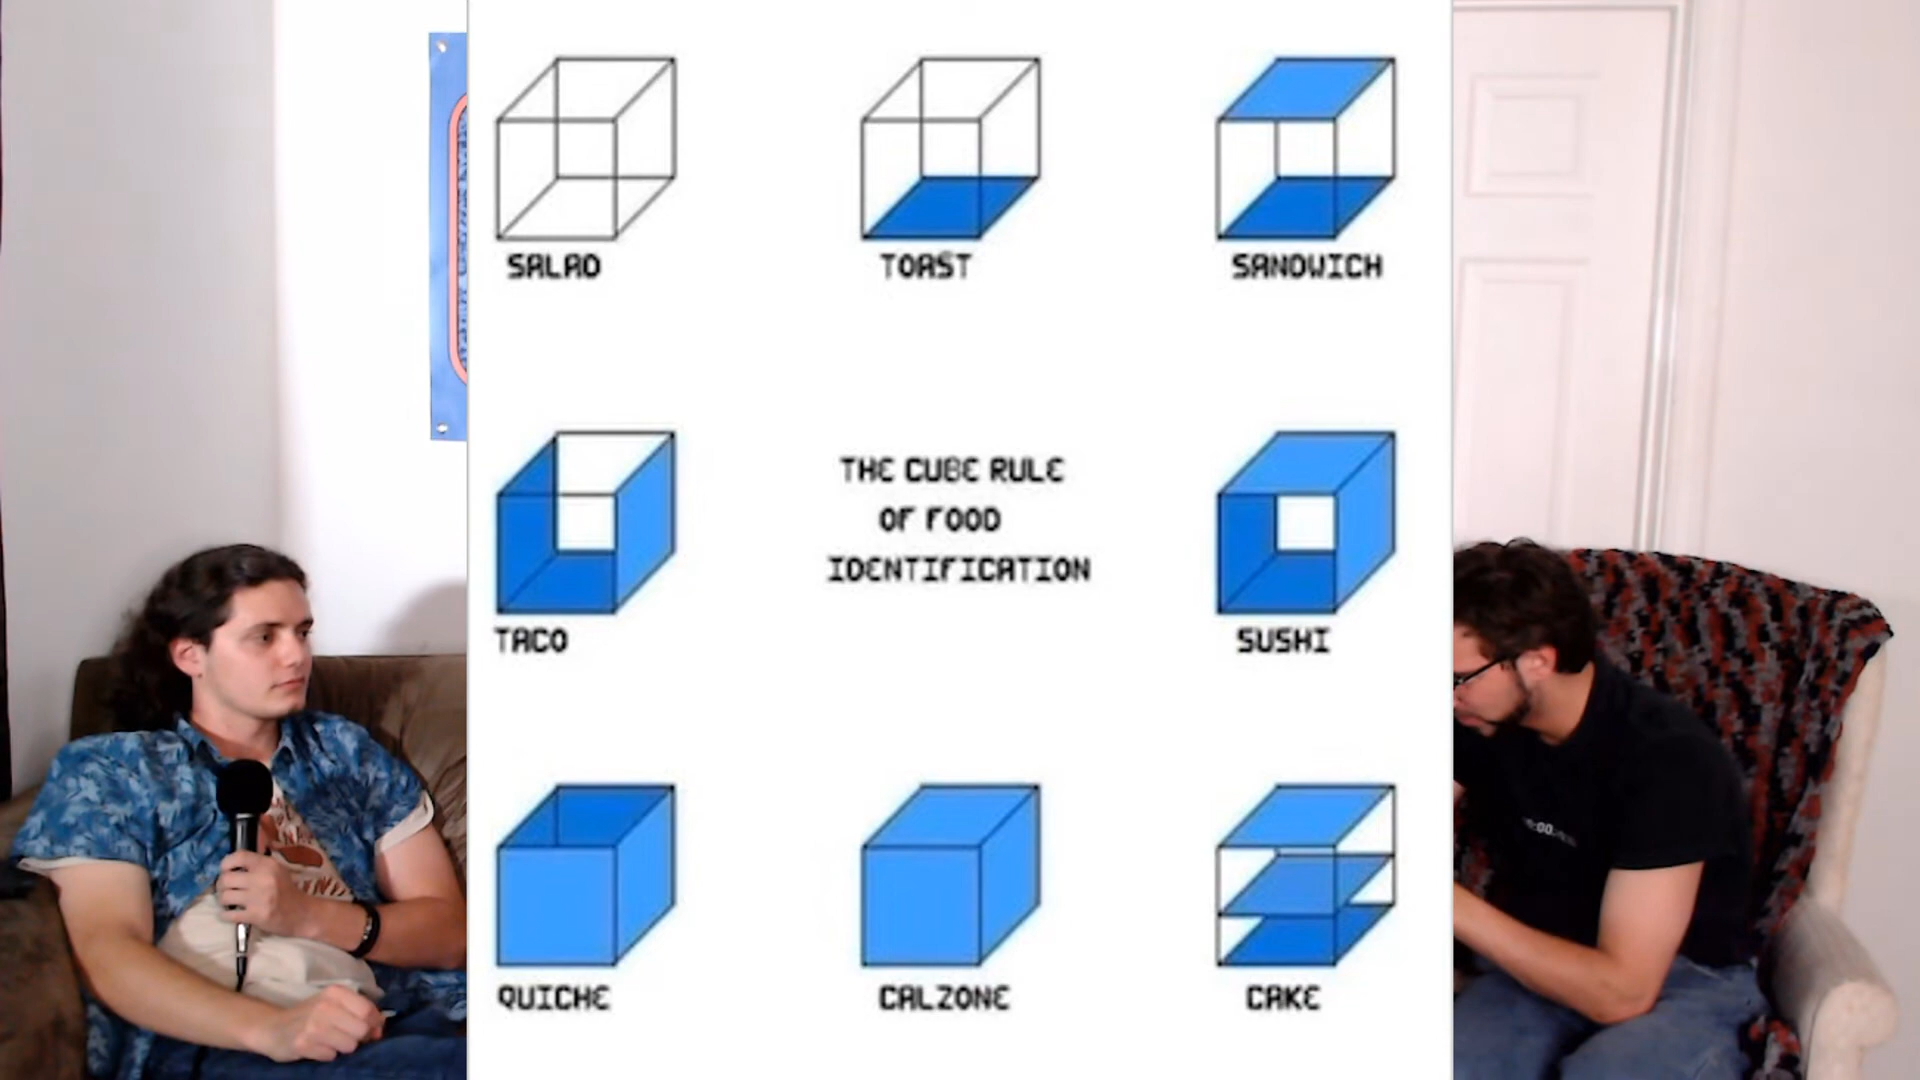 SALAD
TOAST
SANDWICH
TACO
THE CUBE RULE
OF FOOD
IDENTIFICATION
SUSHI
QUICHE
CALZONE
CAKE